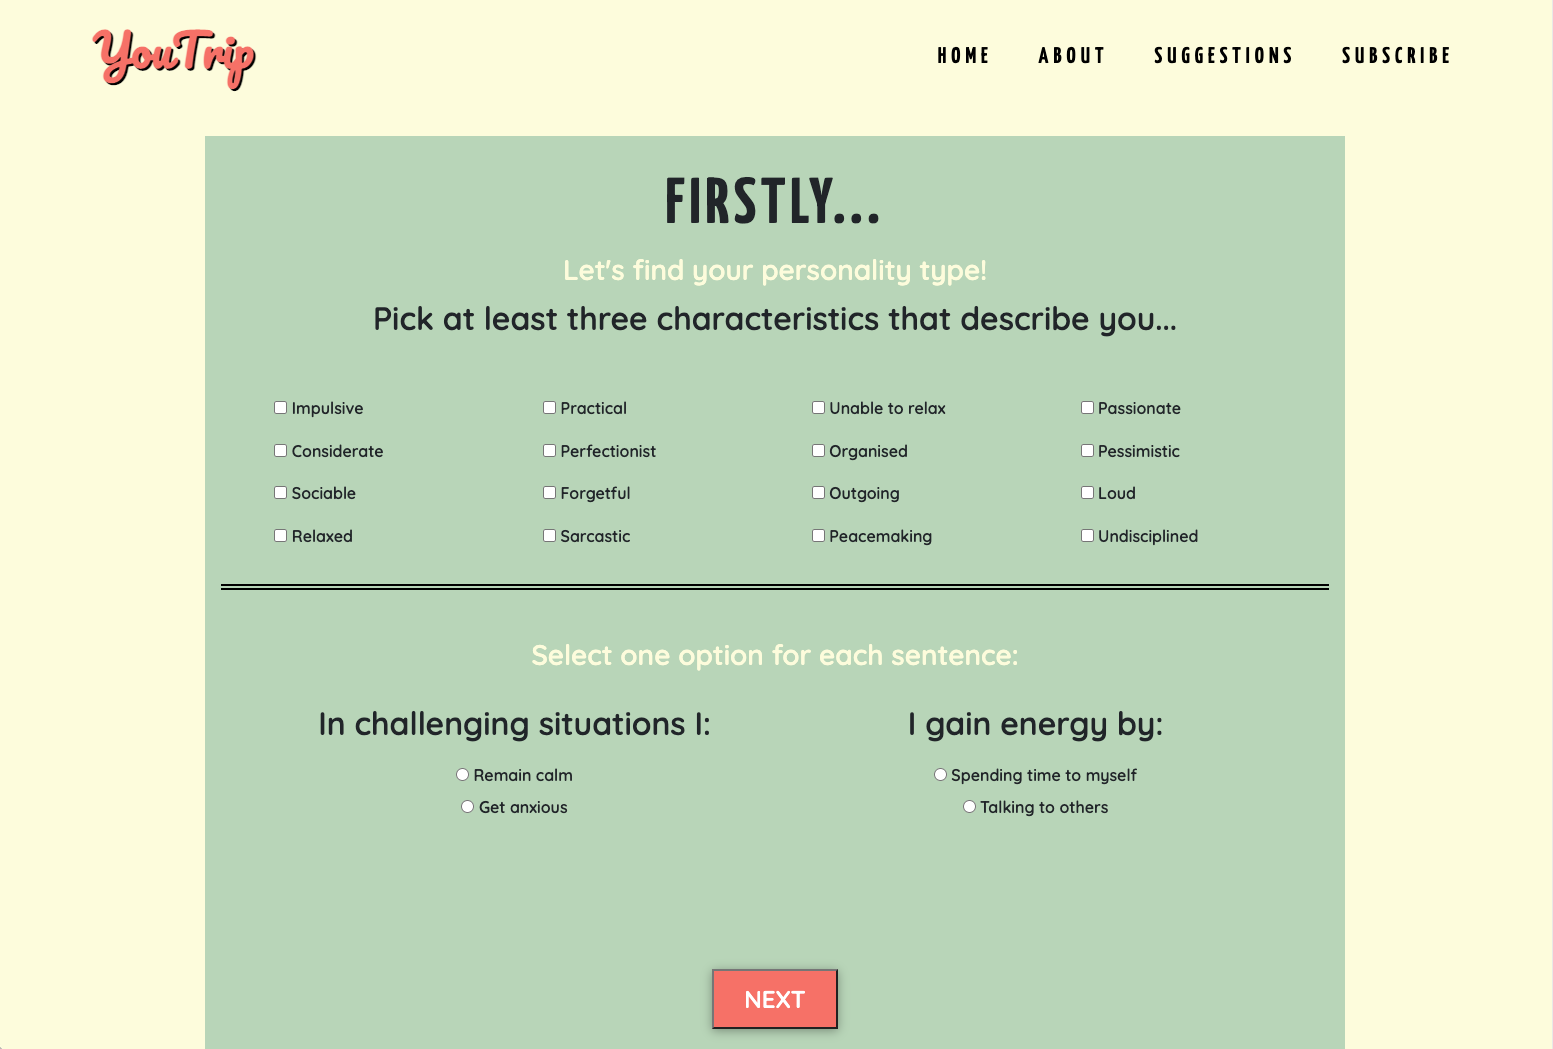 YouTrip
HOME ABOUT SUGGESTIONS SUBSCRIBE
FIRSTLY...
Let's find your personality type!
Pick at least three characteristics that describe you...
Impulsive Practical Unable to relax Passionate
Considerate Perfectionist Organised Pessimistic
Sociable Forgetful Outgoing Loud
Relaxed Sarcastic Peacemaking Undisciplined
Select one option for each sentence:
In challenging situations I:
Remain calm
Get anxious
I gain energy by:
Spending time to myself
Talking to others
NEXT